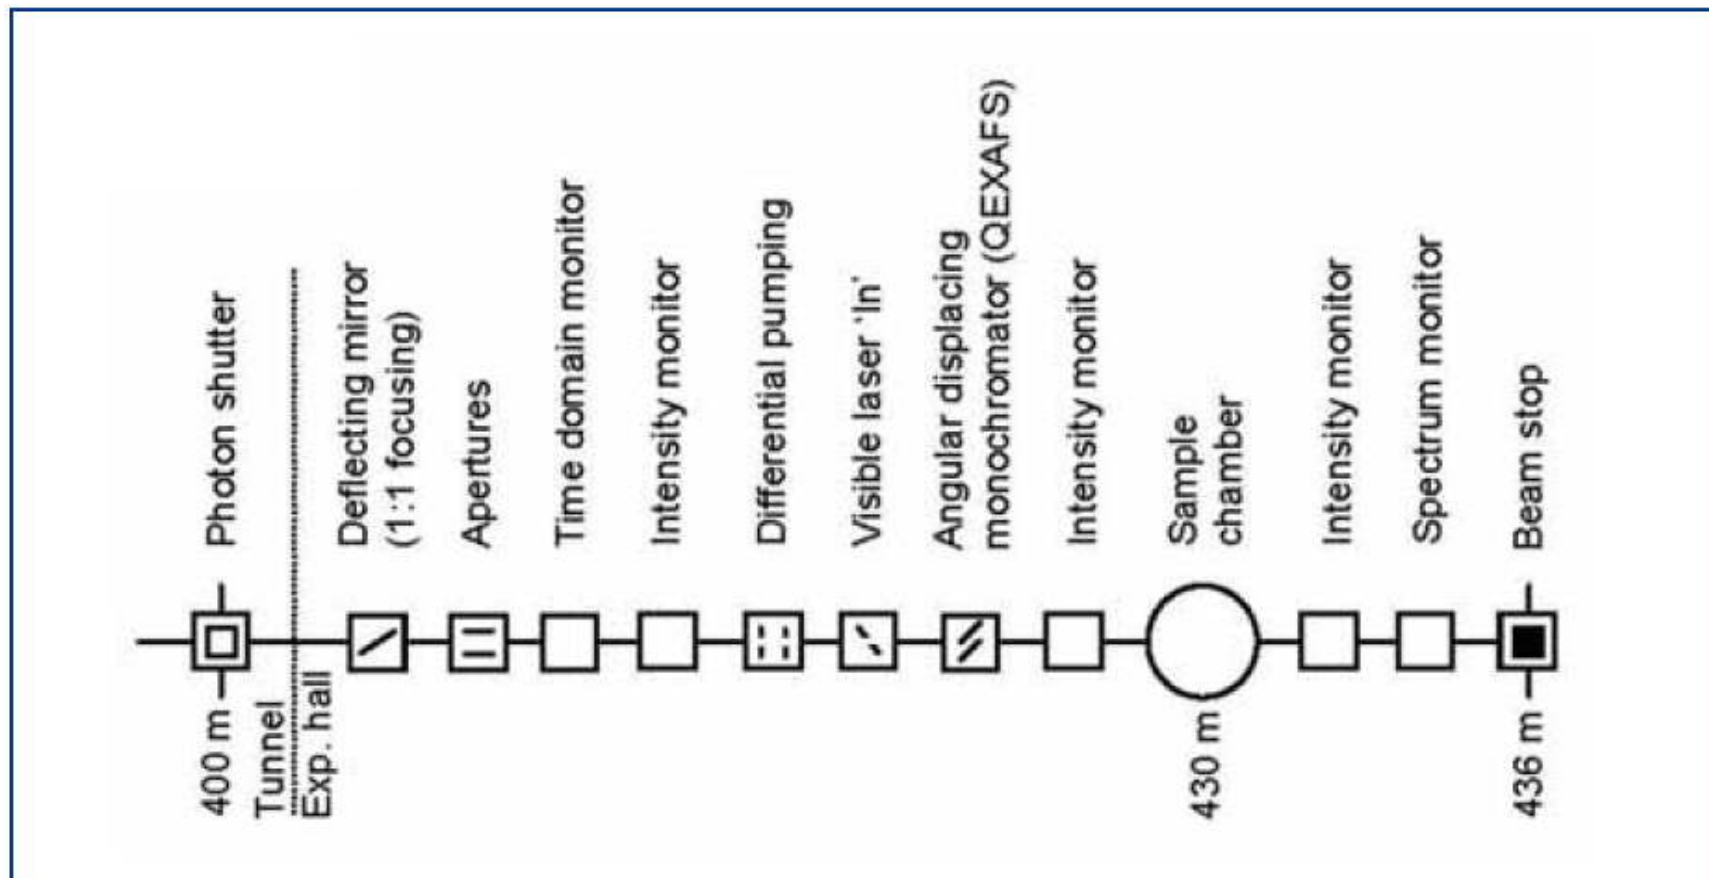 400 m
Photon shutter
Tunnel
Exp. hall
Deflecting mirror
(1:1 focusing)
Apertures
Time domain monitor
Intensity monitor
Differential pumping
Visible laser 'In'
Angular displacing
monochromator (QEXAFS)
Intensity monitor
430 m
Sample
chamber
Intensity monitor
Spectrum monitor
436 m
Beam stop